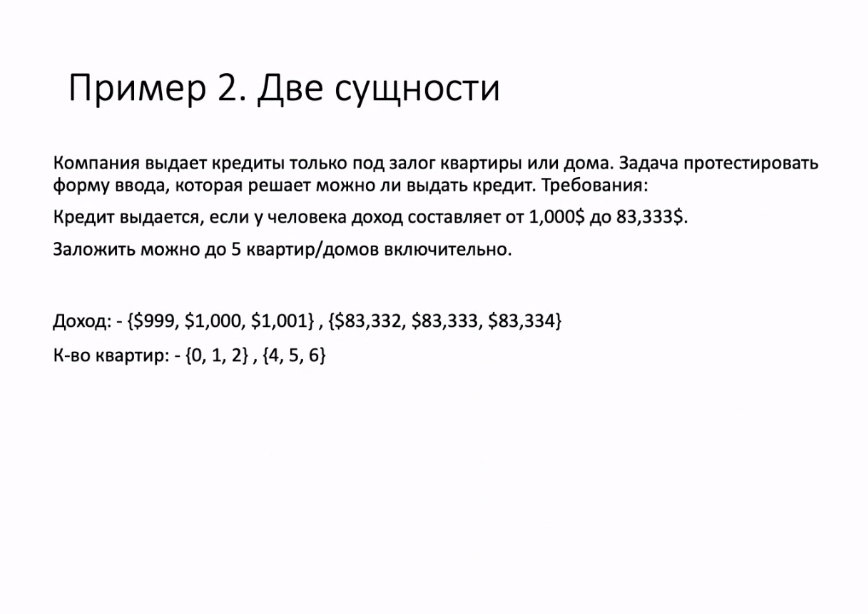 Пример 2. Две сущности
Компания выдает кредиты только под залог квартиры или дома. Задача протестировать
форму ввода, которая решает можно ли выдать кредит. Требования:
Кредит выдается, если у человека доход составляет от 1,000$ до 83,333$.
Заложить можно до 5 квартир/домов включительно.
Доход: - {$999, $1,000, $1,001} , {$83,332, $83,333, $83,334}
К-во квартир: - {0, 1, 2} , {4, 5, 6}